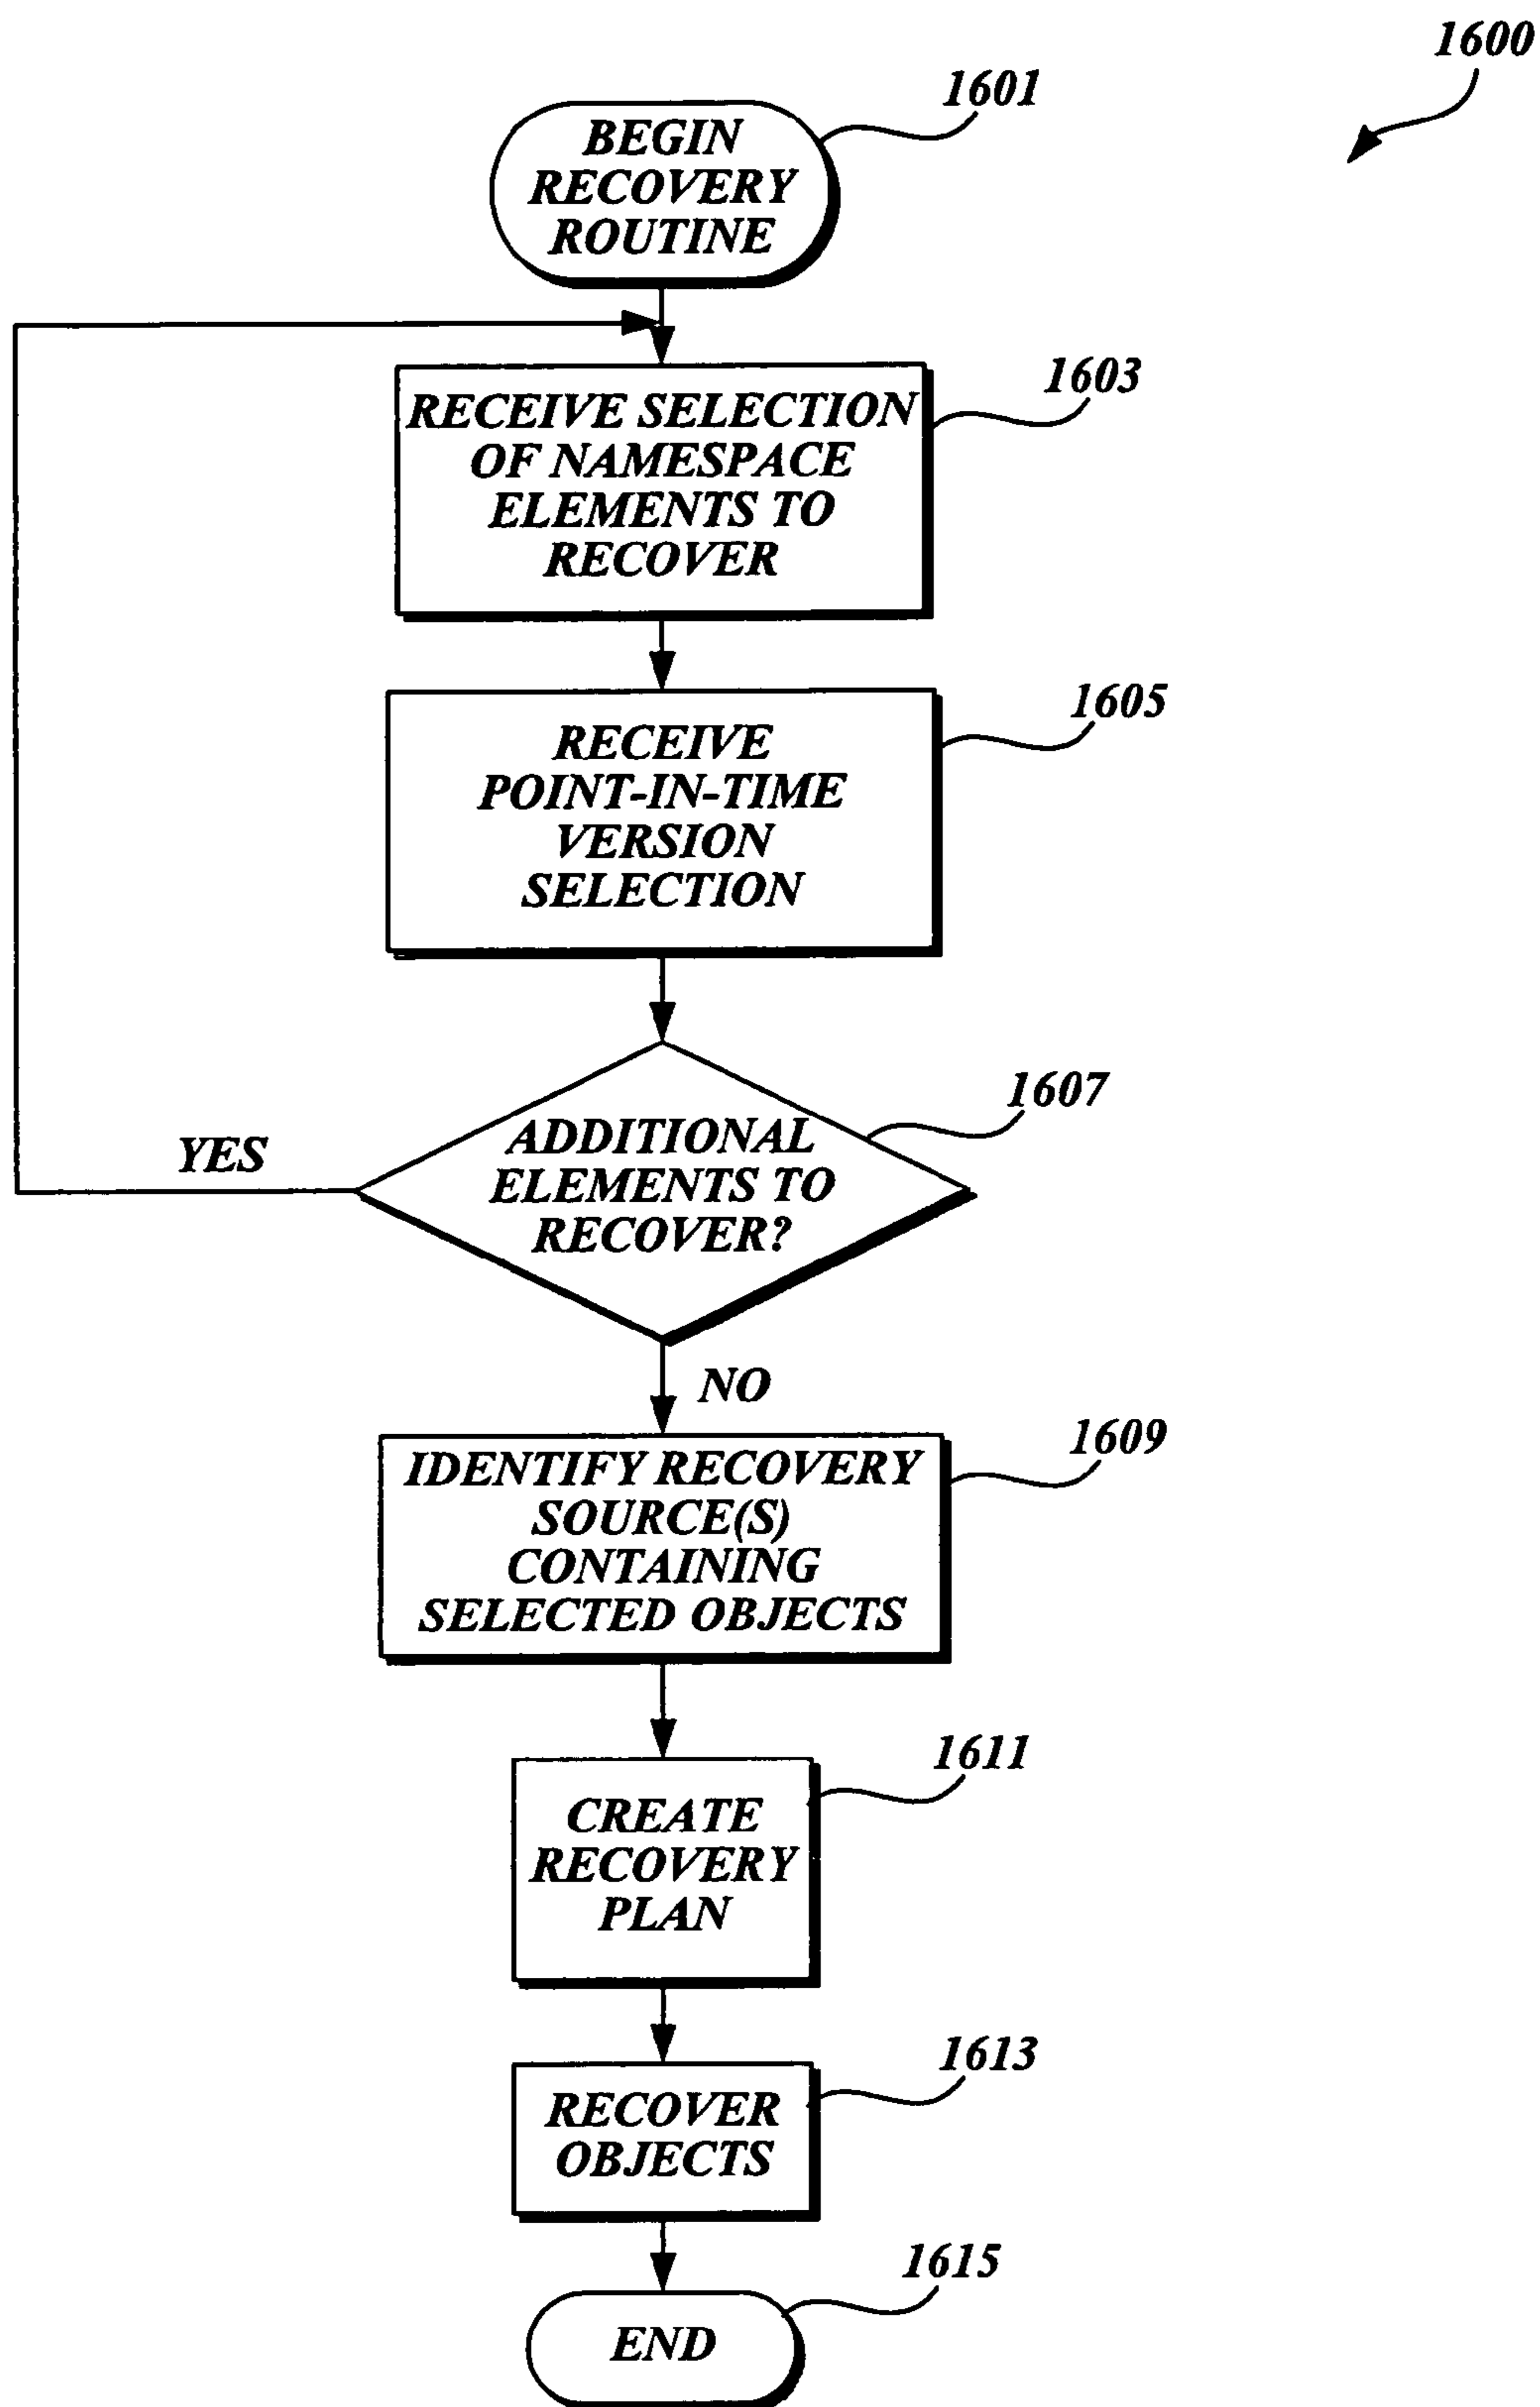 1600
1601
BEGIN
RECOVERY
ROUTINE
1603
RECEIVE SELECTION
OF NAMESPACE
ELEMENTS TO
RECOVER
1605
RECEIVE
POINT-IN-TIME
VERSION
SELECTION
1607
ADDITIONAL
ELEMENTS TO
RECOVER?
YES
NO
1609
IDENTIFY RECOVERY
SOURCE(S)
CONTAINING
SELECTED OBJECTS
1611
CREATE
RECOVERY
PLAN
1613
RECOVER
OBJECTS
1615
END